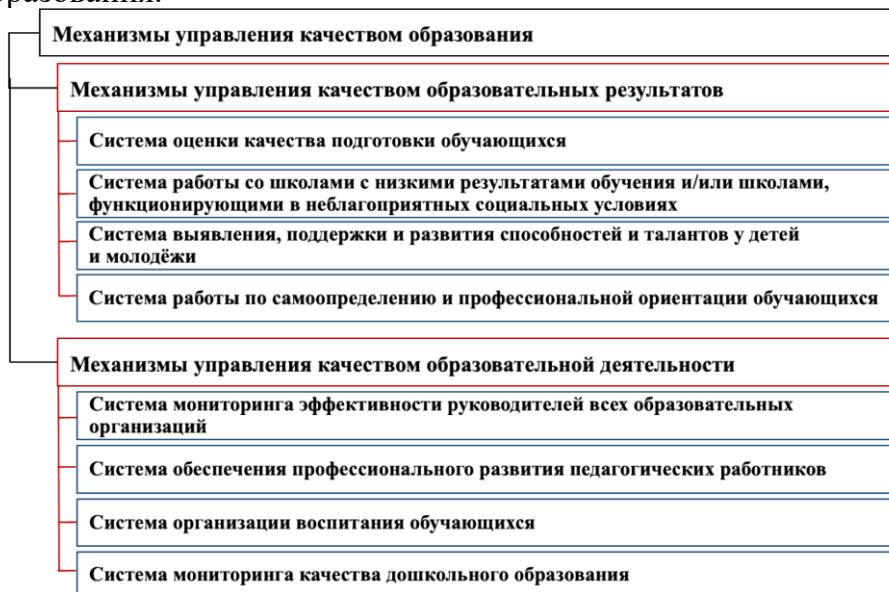 Механизмы управления качеством образования
Механизмы управления качеством образовательных результатов
Система оценки качества подготовки обучающихся
Система работы со школами с низкими результатами обучения и/или школами,
функционирующими в неблагоприятных социальных условиях
Система выявления, поддержки и развития способностей и талантов у детей
и молодёжи
Система работы по самоопределению и профессиональной ориентации обучающихся
Механизмы управления качеством образовательной деятельности
Система мониторинга эффективности руководителей всех образовательных
организаций
Система обеспечения профессионального развития педагогических работников
Система организации воспитания обучающихся
Система мониторинга качества дошкольного образования